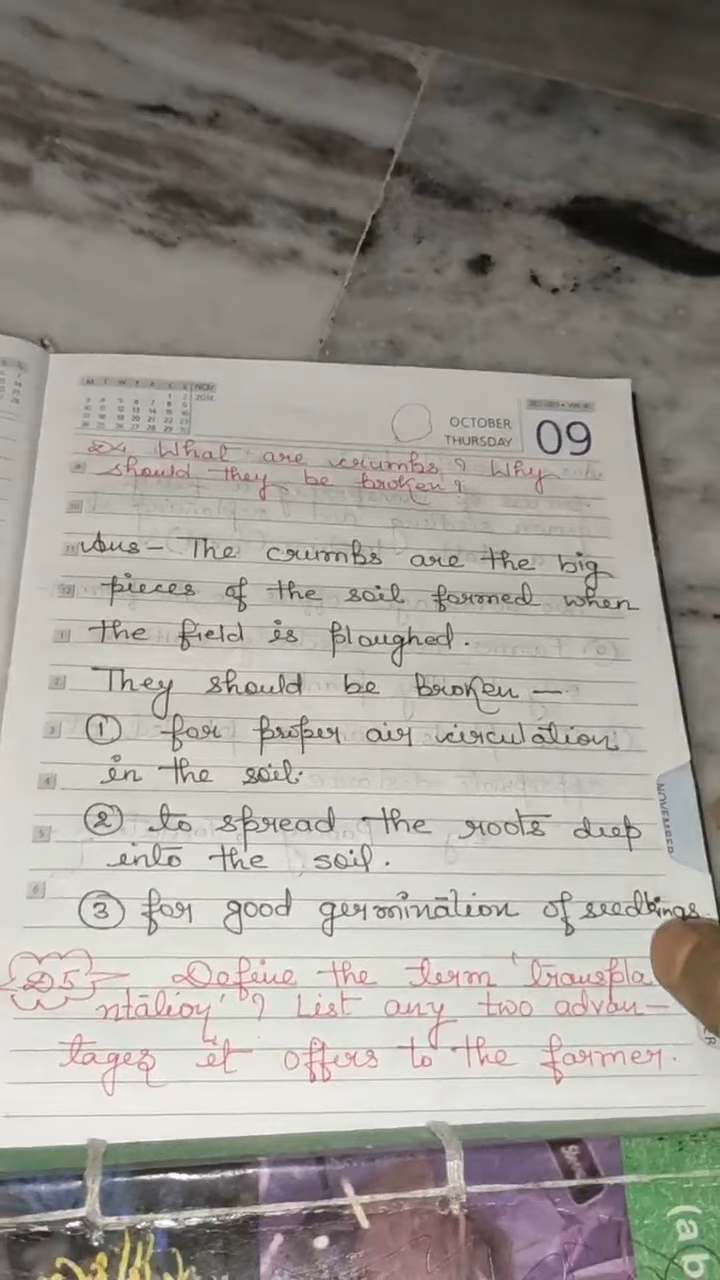 NOV
OCTOBER
THURSDAY
09
Q4 What are crumbs? Why
should they be broken?
Ans- The crumbs are the big
pieces of the soil formed when
the field is ploughed.
They should be broken —
① for proper air circulation
in the soil.
② to spread the roots deep
into the soil.
③ for good germination of seedlings.
Q5 — Define the term 'transpla
ntation'? List any two advan-
tages it offers to the farmer.
NOVEMBER
(ab